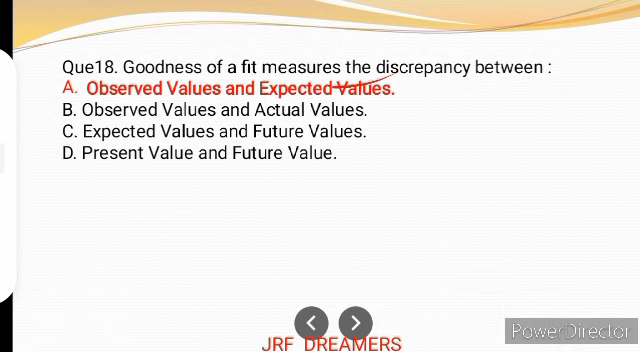 Que18. Goodness of a fit measures the discrepancy between :
A. Observed Values and Expected Values.
B. Observed Values and Actual Values.
C. Expected Values and Future Values.
D. Present Value and Future Value.
PowerDirector
JRF DREAMERS